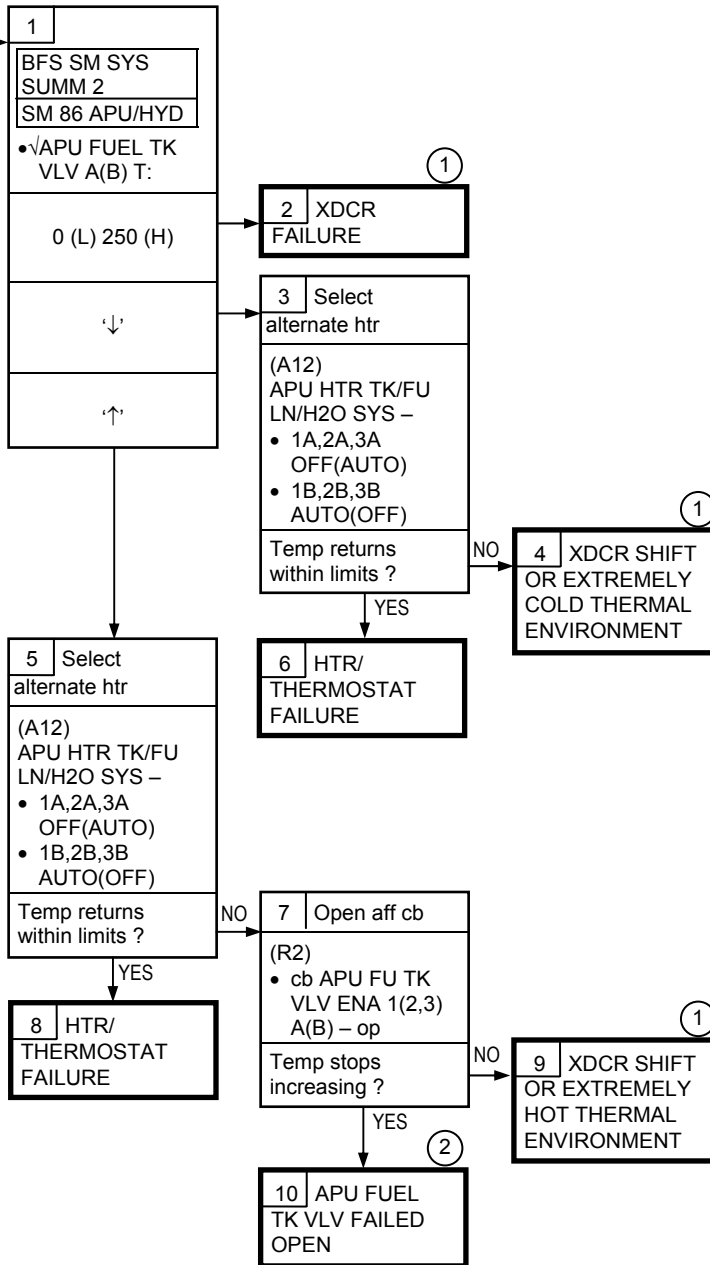 1
BFS SM SYS
SUMM 2
SM 86 APU/HYD
•√APU FUEL TK
VLV A(B) T:
0 (L) 250 (H)
‘↓’
‘↑’
1
2 XDCR
FAILURE
3 Select
alternate htr
(A12)
APU HTR TK/FU
LN/H2O SYS –
• 1A,2A,3A
OFF(AUTO)
• 1B,2B,3B
AUTO(OFF)
Temp returns
within limits ?
NO
YES
1
4 XDCR SHIFT
OR EXTREMELY
COLD THERMAL
ENVIRONMENT
5 Select
alternate htr
(A12)
APU HTR TK/FU
LN/H2O SYS –
• 1A,2A,3A
OFF(AUTO)
• 1B,2B,3B
AUTO(OFF)
Temp returns
within limits ?
NO
YES
6 HTR/
THERMOSTAT
FAILURE
7 Open aff cb
(R2)
• cb APU FU TK
VLV ENA 1(2,3)
A(B) – op
Temp stops
increasing ?
NO
YES
8 HTR/
THERMOSTAT
FAILURE
1
9 XDCR SHIFT
OR EXTREMELY
HOT THERMAL
ENVIRONMENT
2
10 APU FUEL
TK VLV FAILED
OPEN